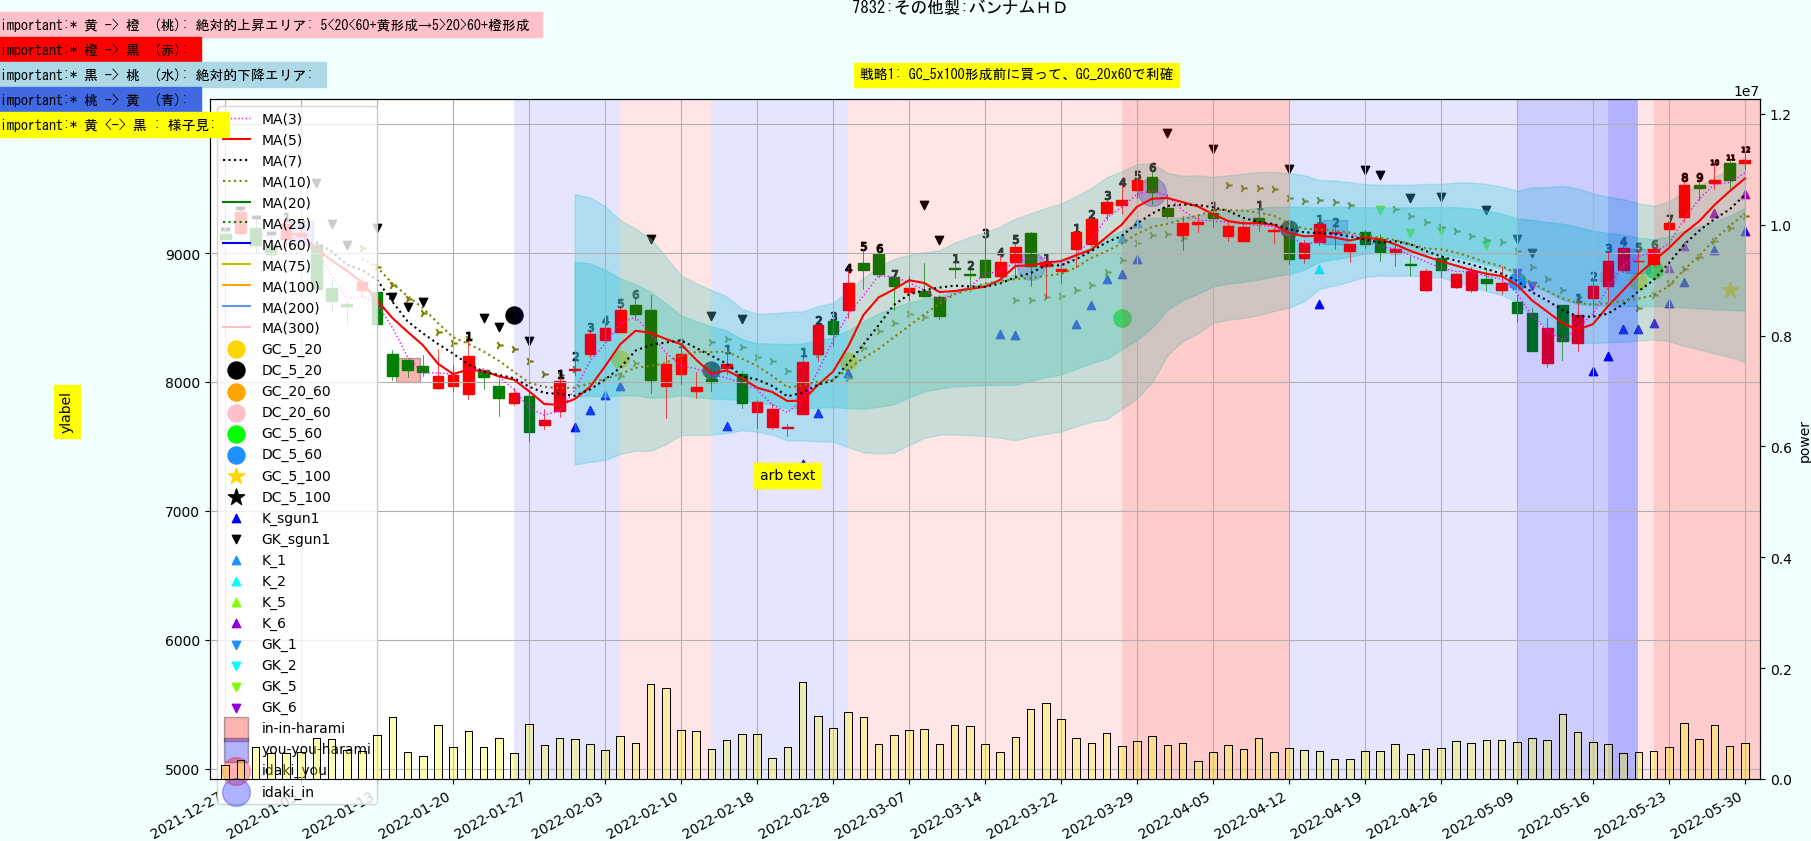 7832:その他製:バンナムＨＤ
important:* 黄 -> 橙 （桃）: 絶対的上昇エリア: 5<20<60+黄形成→5>20>60+橙形成
important:* 橙 -> 黒 （赤）:
important:* 黒 -> 桃 （水）: 絶対的下降エリア:
戦略1: GC_5x100形成前に買って、GC_20x60で利確
important:* 桃 -> 黄 （青）:
important:* 黄 <-> 黒 : 様子見:
1e7
MA(3)
MA(5)
MA(7)
MA(10)
MA(20)
MA(25)
MA(60)
MA(75)
MA(100)
MA(200)
MA(300)
GC_5_20
DC_5_20
GC_20_60
DC_20_60
GC_5_60
DC_5_60
GC_5_100
DC_5_100
K_sgun1
GK_sgun1
K_1
K_2
K_5
K_6
GK_1
GK_2
GK_5
GK_6
in-in-harami
you-you-harami
idaki_you
idaki_in
arb text
ylabel
9000
8000
7000
6000
5000
power
1.2
1.0
0.8
0.6
0.4
0.2
0.0
2021-12-27
2022-01-13
2022-01-20
2022-01-27
2022-02-03
2022-02-10
2022-02-18
2022-02-28
2022-03-07
2022-03-14
2022-03-22
2022-03-29
2022-04-05
2022-04-12
2022-04-19
2022-04-26
2022-05-09
2022-05-16
2022-05-23
2022-05-30